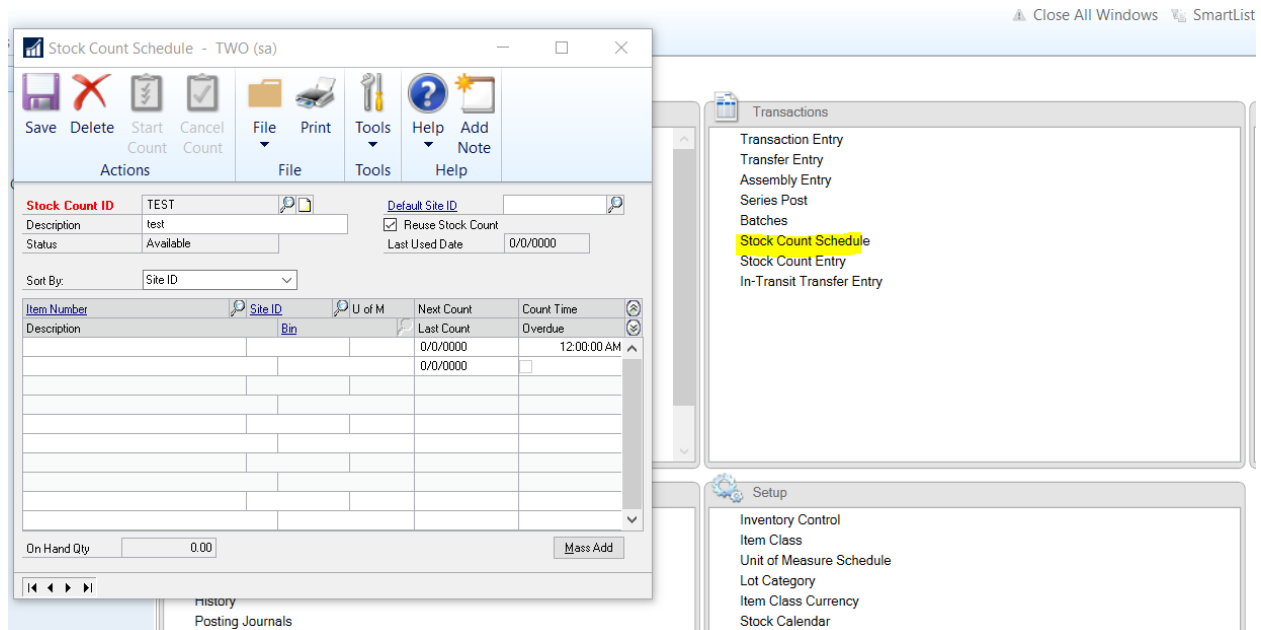 Close All Windows SmartList
Stock Count Schedule - TWO (sa)
Save Delete Start Count Cancel Count File Print Tools Help Add Note
Actions File Tools Help
Stock Count ID TEST Default Site ID
Description test Reuse Stock Count
Status Available Last Used Date 0/0/0000
Sort By: Site ID
Item Number Site ID U of M Next Count Count Time
Description Bin Last Count Overdue
0/0/0000 12:00:00 AM
0/0/0000
On Hand Qty 0.00 Mass Add
History
Posting Journals
Transactions
Transaction Entry
Transfer Entry
Assembly Entry
Series Post
Batches
Stock Count Schedule
Stock Count Entry
In-Transit Transfer Entry
Setup
Inventory Control
Item Class
Unit of Measure Schedule
Lot Category
Item Class Currency
Stock Calendar